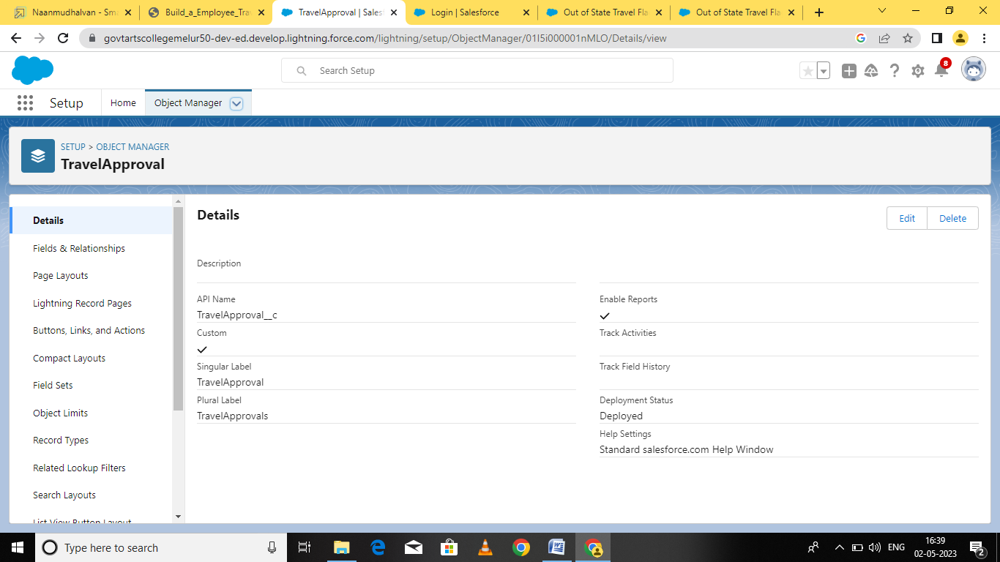 Naanmudhalvan - Sma
Build_a_Employee_Tra
TravelApproval | Sales
Login | Salesforce
Out of State Travel Fla
Out of State Travel Fla
govtartscollegemelur50-dev-ed.develop.lightning.force.com/lightning/setup/ObjectManager/01I5i000001nMLO/Details/view
Search Setup
8
Setup
Home
Object Manager
SETUP > OBJECT MANAGER
TravelApproval
Details
Fields & Relationships
Page Layouts
Lightning Record Pages
Buttons, Links, and Actions
Compact Layouts
Field Sets
Object Limits
Record Types
Related Lookup Filters
Search Layouts
List View Button Layout
Details
Edit
Delete
Description
API Name
TravelApproval__c
Custom
Singular Label
TravelApproval
Plural Label
TravelApprovals
Enable Reports
Track Activities
Track Field History
Deployment Status
Deployed
Help Settings
Standard salesforce.com Help Window
Type here to search
ENG
16:39
02-05-2023
2